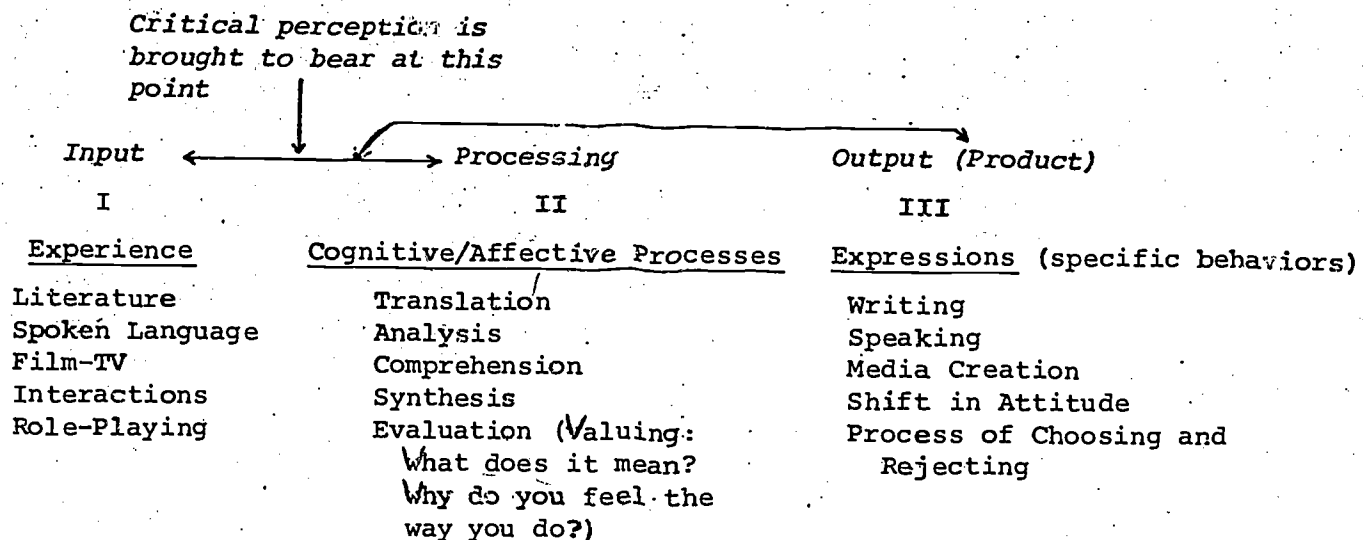 Critical perception is
brought to bear at this
point
Input Processing Output (Product)
I II III
Experience Cognitive/Affective Processes Expressions (specific behaviors)
Literature Translation Writing
Spoken Language Analysis Speaking
Film-TV Comprehension Media Creation
Interactions Synthesis Shift in Attitude
Role-Playing Evaluation (Valuing: Process of Choosing and
What does it mean? Rejecting
Why do you feel the
way you do?)